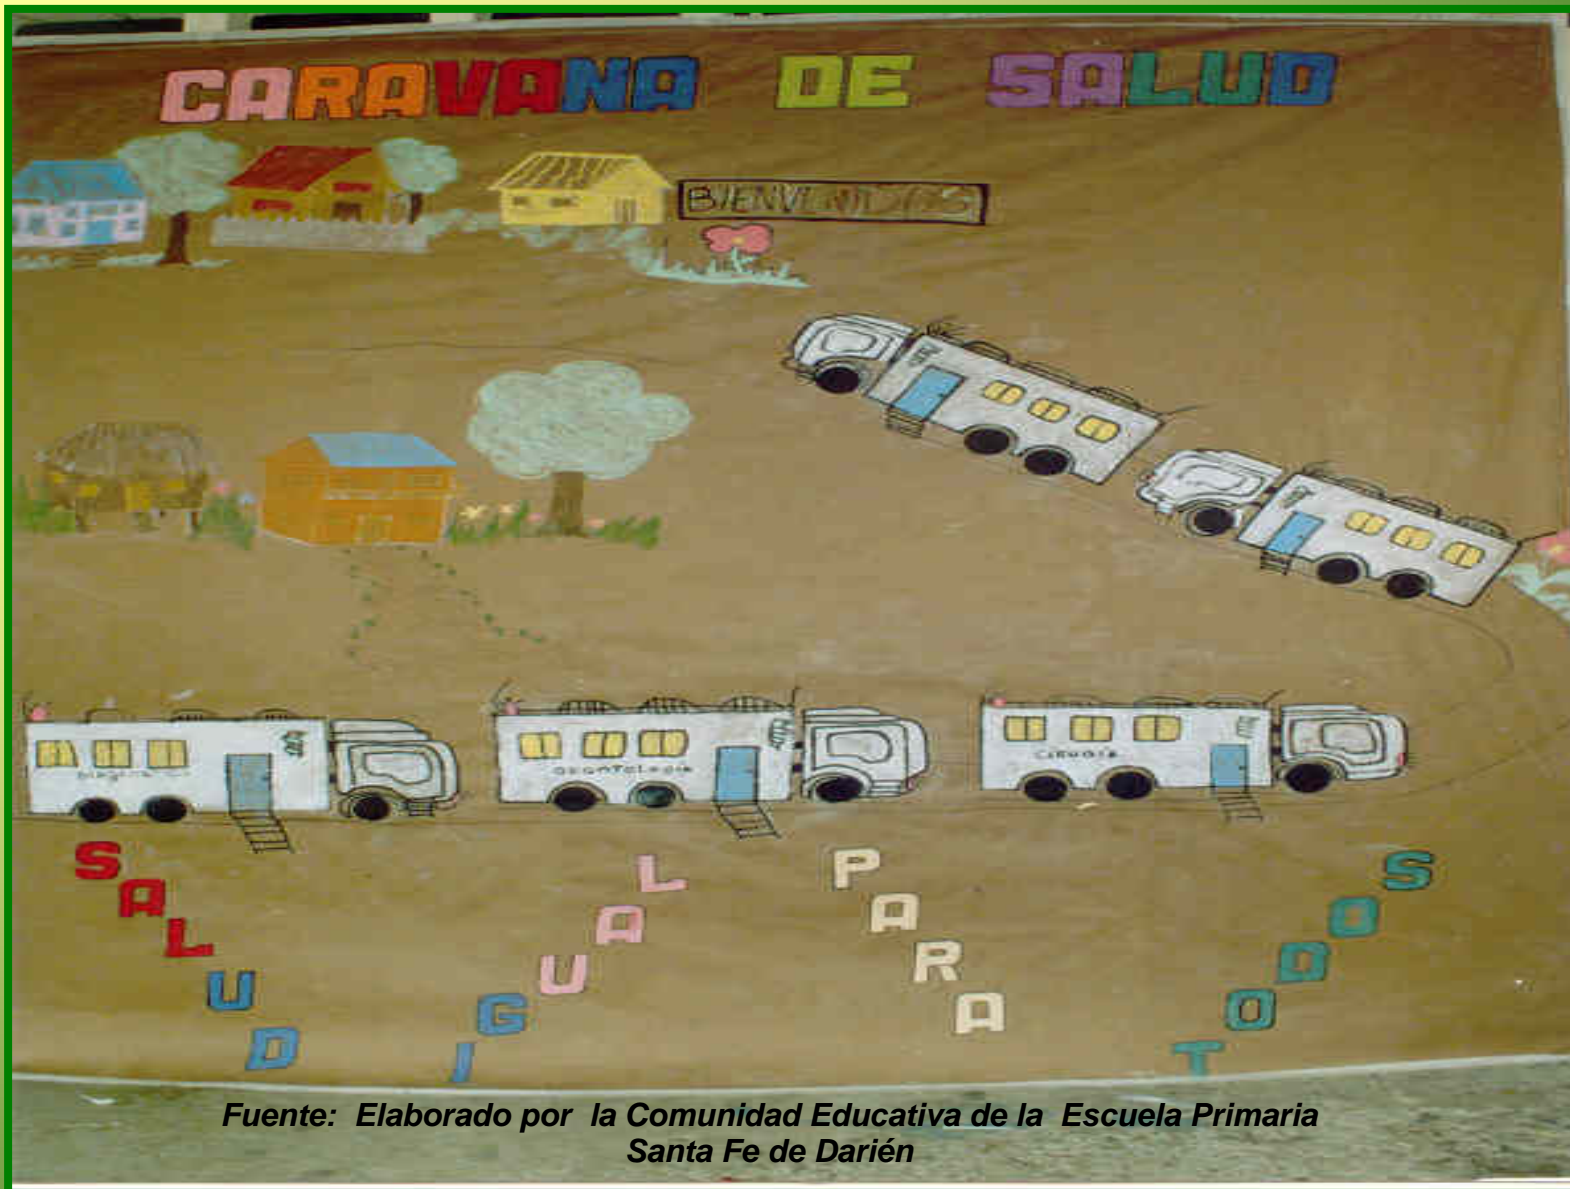 CARAVANA DE SALUD
BIENVENIDOS
CIRUGÍA
SALUD IGUAL PARA TODOS
Fuente: Elaborado por la Comunidad Educativa de la Escuela Primaria
Santa Fe de Darién